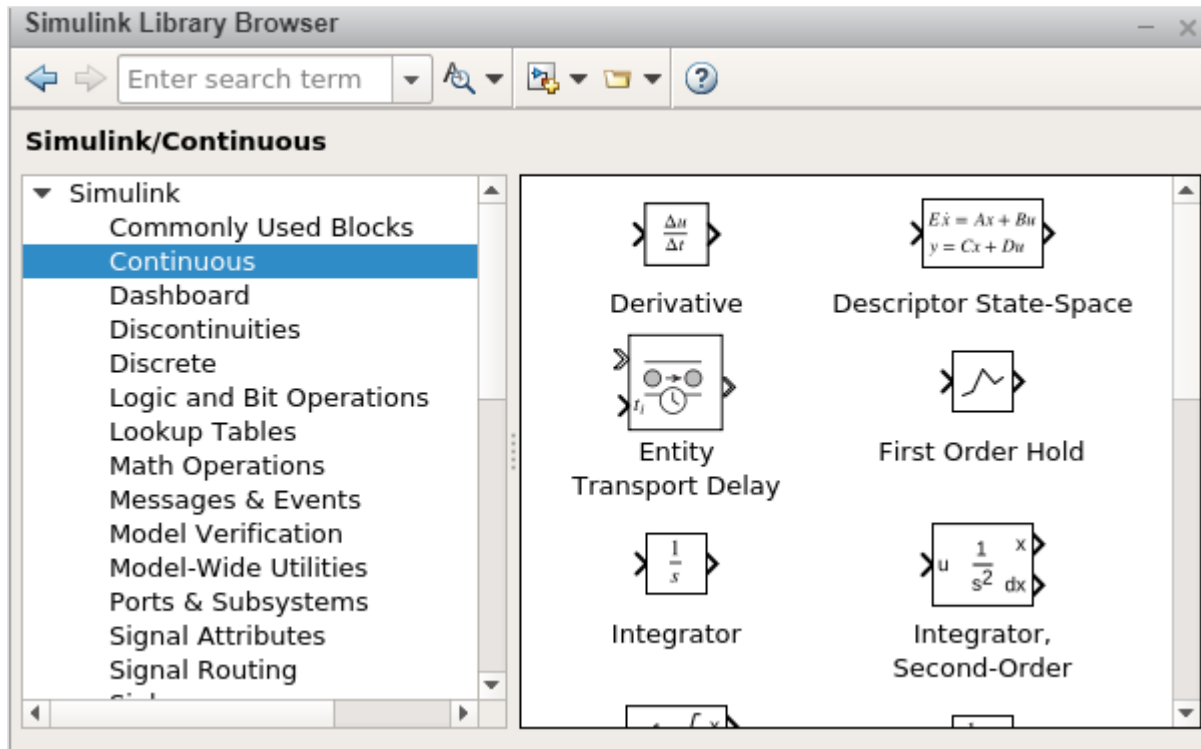 Simulink Library Browser
Enter search term
Simulink/Continuous
Simulink
Commonly Used Blocks
Continuous
Dashboard
Discontinuities
Discrete
Logic and Bit Operations
Lookup Tables
Math Operations
Messages & Events
Model Verification
Model-Wide Utilities
Ports & Subsystems
Signal Attributes
Signal Routing
Δu
Δt
Derivative
Eẋ = Ax + Bu
y = Cx + Du
Descriptor State-Space
tᵢ
Entity
Transport Delay
First Order Hold
1
s
Integrator
u 1 x
s² dx
Integrator,
Second-Order